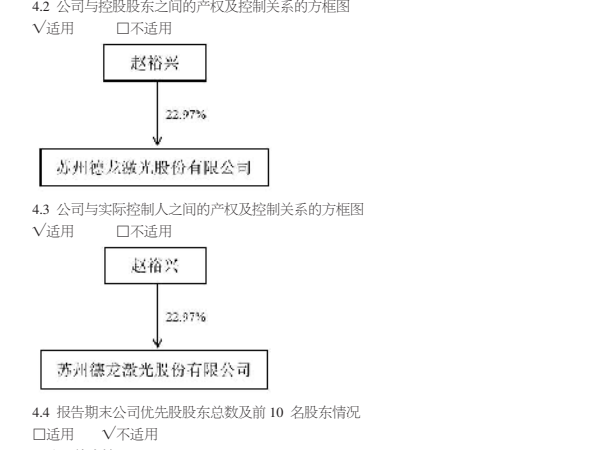 4.2 公司与控股股东之间的产权及控制关系的方框图
√适用 □不适用
赵裕兴
22.97%
苏州德龙激光股份有限公司
4.3 公司与实际控制人之间的产权及控制关系的方框图
√适用 □不适用
赵裕兴
22.97%
苏州德龙激光股份有限公司
4.4 报告期末公司优先股股东总数及前 10 名股东情况
□适用 √不适用